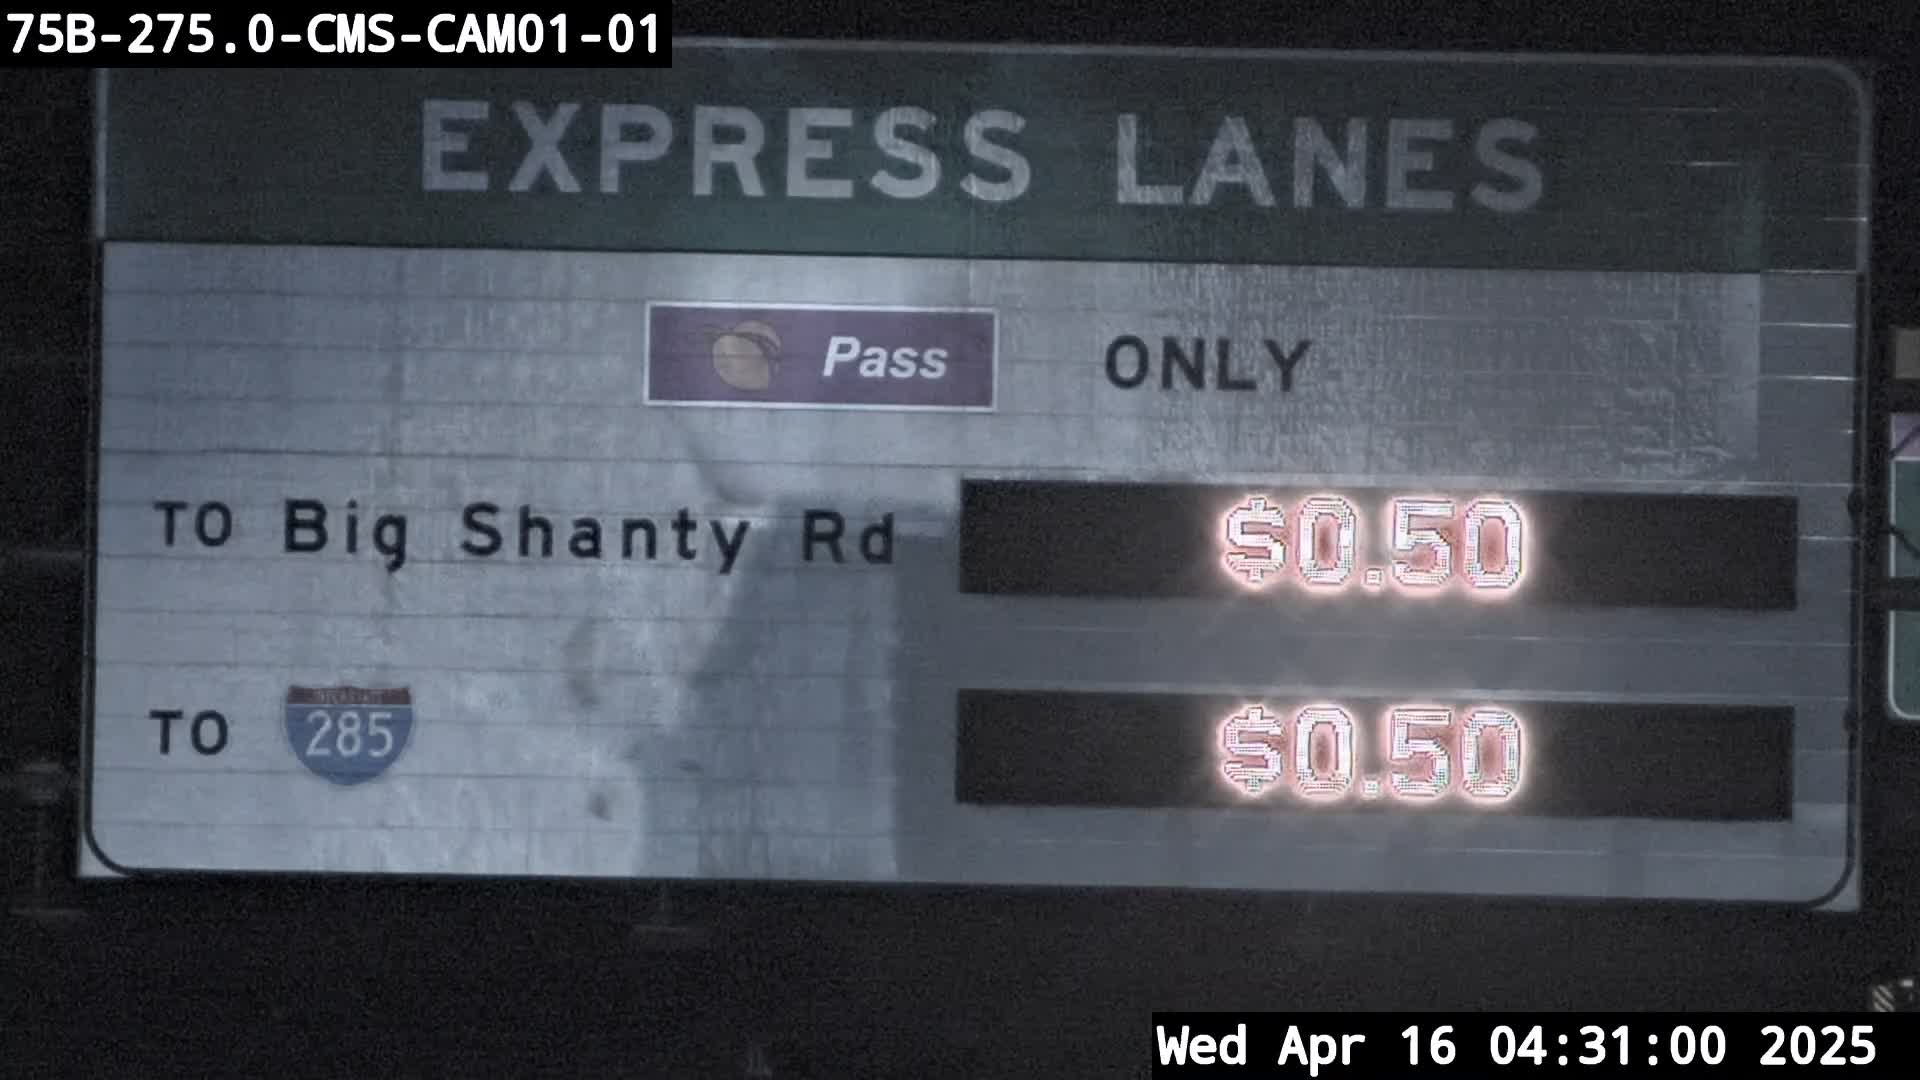 75B-275.0-CMS-CAM01-01
EXPRESS LANES
Pass ONLY
TO Big Shanty Rd $0.50
TO 285 $0.50
Wed Apr 16 04:31:00 2025